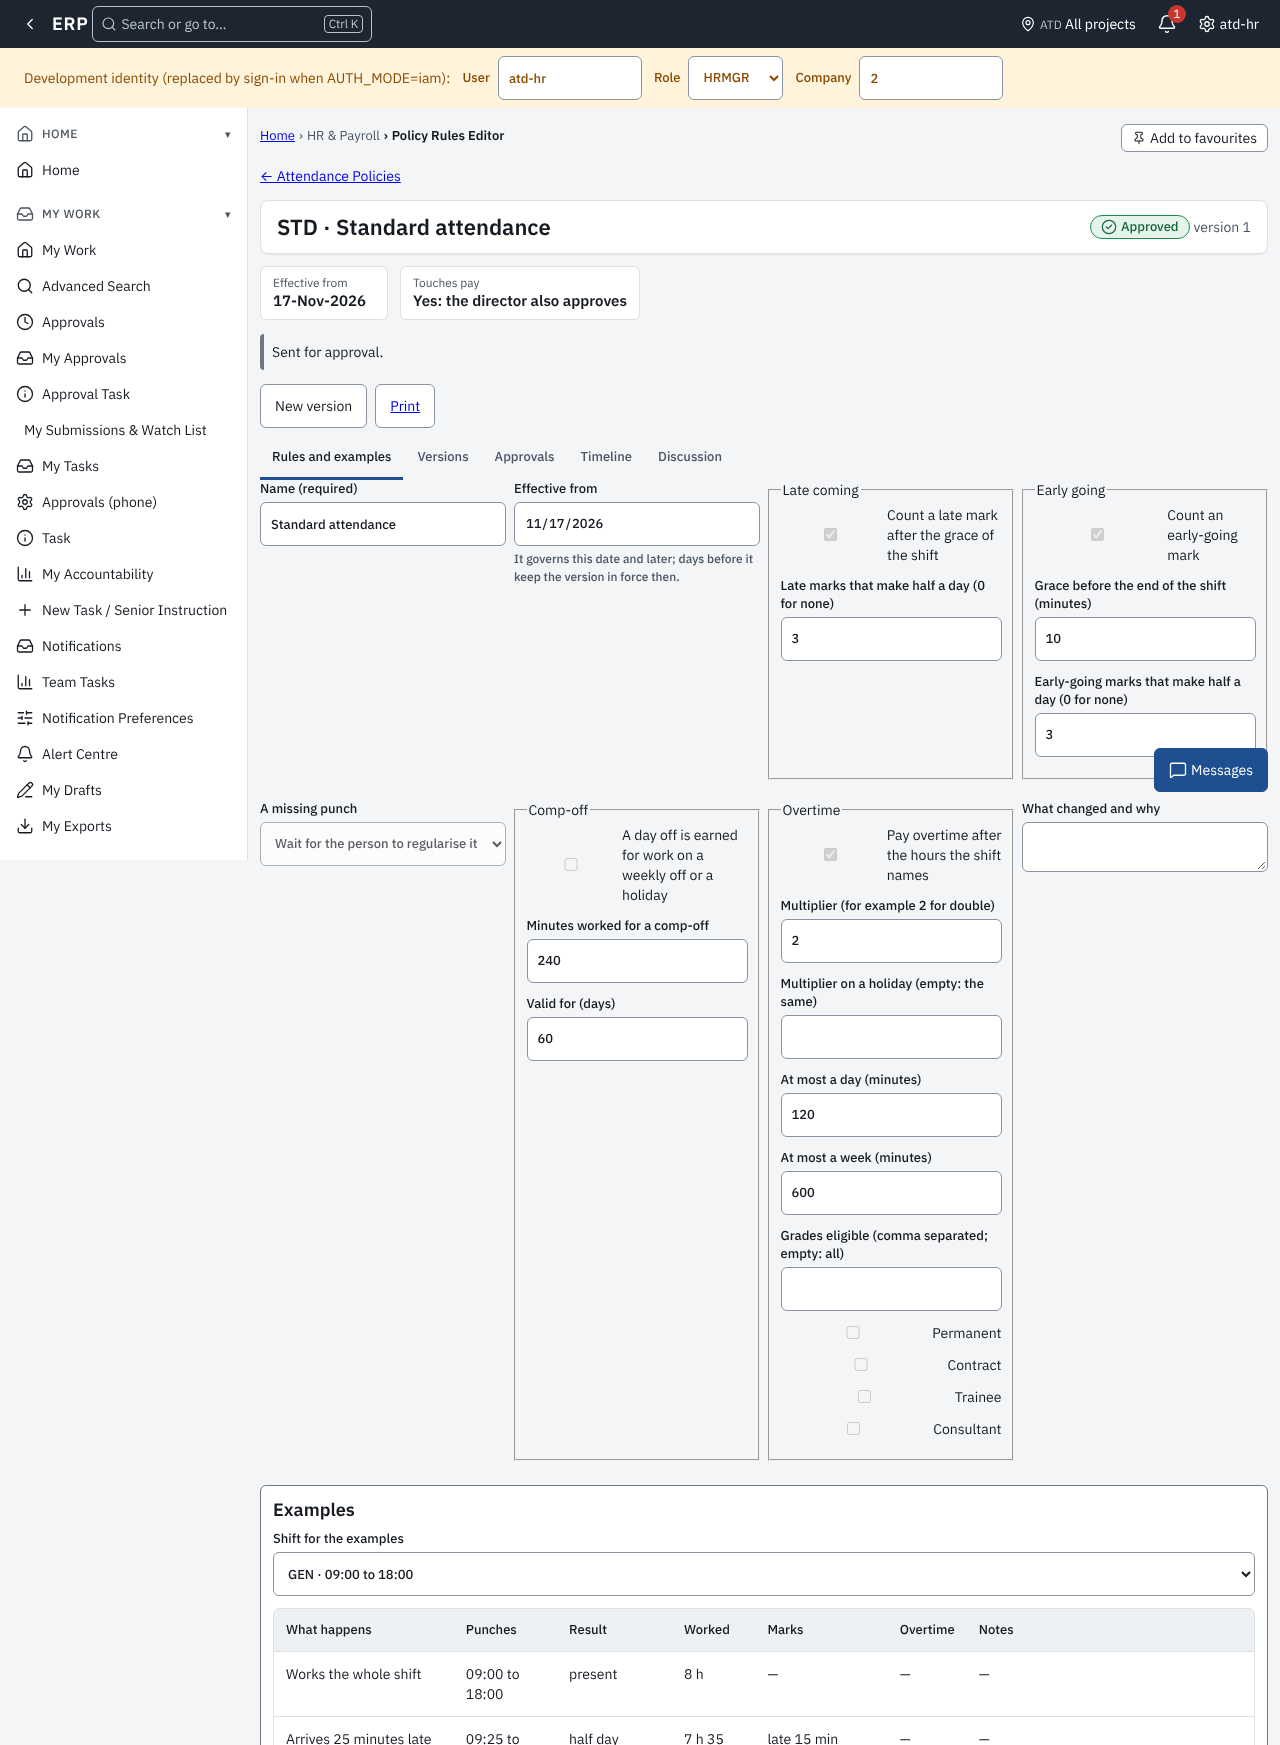 ERP
Search or go to...
Ctrl K
ATD All projects
1
atd-hr
Development identity (replaced by sign-in when AUTH_MODE=iam):
User
atd-hr
Role
HRMGR
Company
2
HOME
Home
MY WORK
My Work
Advanced Search
Approvals
My Approvals
Approval Task
My Submissions & Watch List
My Tasks
Approvals (phone)
Task
My Accountability
New Task / Senior Instruction
Notifications
Team Tasks
Notification Preferences
Alert Centre
My Drafts
My Exports
Home › HR & Payroll › Policy Rules Editor
Add to favourites
← Attendance Policies
STD · Standard attendance
Approved version 1
Effective from
17-Nov-2026
Touches pay
Yes: the director also approves
Sent for approval.
New version
Print
Rules and examples
Versions
Approvals
Timeline
Discussion
Name (required)
Standard attendance
Effective from
11/17/2026
It governs this date and later; days before it
keep the version in force then.
Late coming
Count a late mark
after the grace of
the shift
Late marks that make half a day (0
for none)
3
Early going
Count an
early-going
mark
Grace before the end of the shift
(minutes)
10
Early-going marks that make half a
day (0 for none)
3
Messages
A missing punch
Wait for the person to regularise it
Comp-off
A day off is earned
for work on a
weekly off or a
holiday
Minutes worked for a comp-off
240
Valid for (days)
60
Overtime
Pay overtime after
the hours the shift
names
Multiplier (for example 2 for double)
2
Multiplier on a holiday (empty: the
same)
At most a day (minutes)
120
At most a week (minutes)
600
Grades eligible (comma separated;
empty: all)
Permanent
Contract
Trainee
Consultant
What changed and why
Examples
Shift for the examples
GEN · 09:00 to 18:00
What happens
Punches
Result
Worked
Marks
Overtime
Notes
Works the whole shift
09:00 to
18:00
present
8 h
—
—
—
Arrives 25 minutes late
09:25 to
half day
7 h 35
late 15 min
—
—